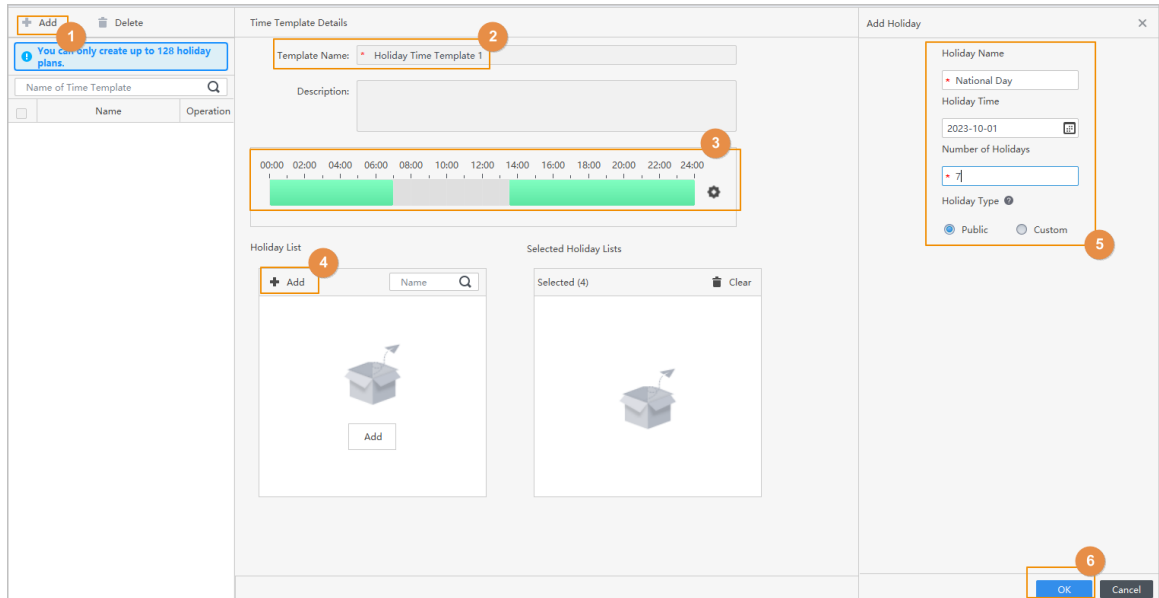 Add
Delete
1
You can only create up to 128 holiday
plans.
Name of Time Template
Name
Operation
Time Template Details
2
Template Name: * Holiday Time Template 1
Description:
3
00:00 02:00 04:00 06:00 08:00 10:00 12:00 14:00 16:00 18:00 20:00 22:00 24:00
Holiday List
Selected Holiday Lists
4
Add
Name
Selected (4)
Clear
Add
Add Holiday
Holiday Name
* National Day
Holiday Time
2023-10-01
Number of Holidays
* 7
Holiday Type
Public
Custom
5
6
OK
Cancel